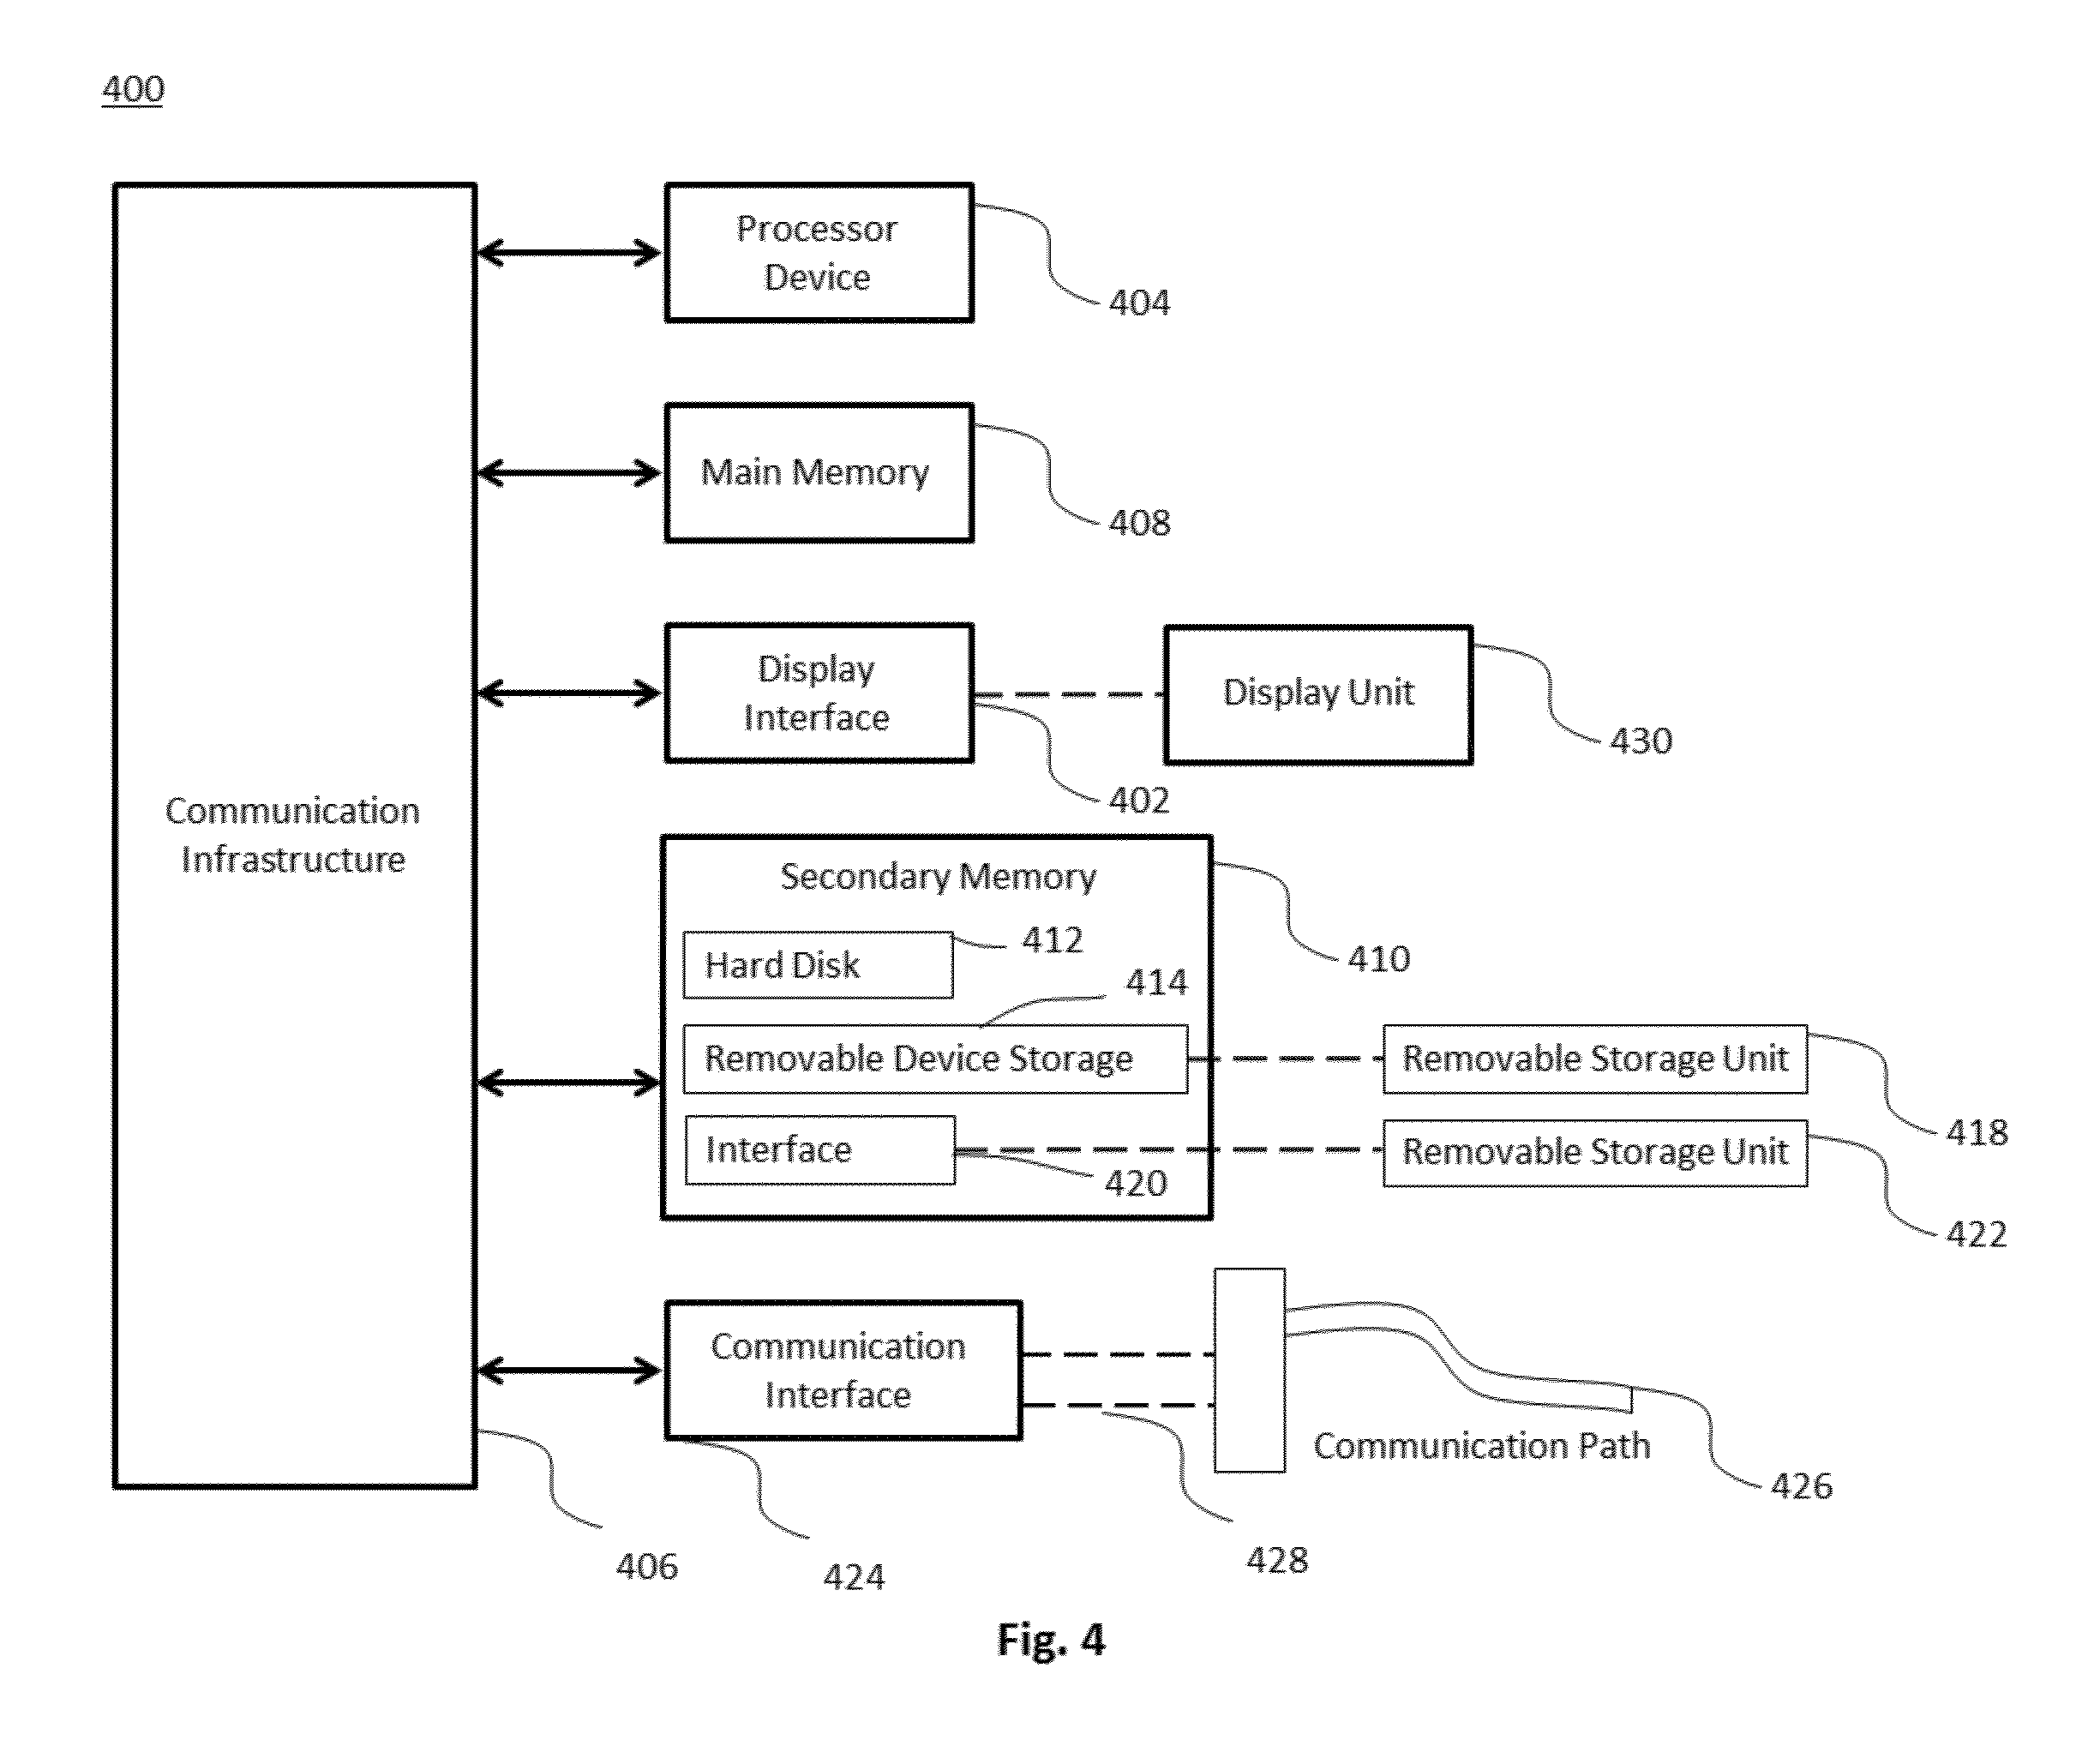 400
Processor
Device
404
Main Memory
408
Display
Interface
402
Display Unit
430
Communication
Infrastructure
406
Secondary Memory
410
Hard Disk
412
414
Removable Device Storage
Removable Storage Unit
418
Interface
420
Removable Storage Unit
422
Communication
Interface
424
428
Communication Path
426
Fig. 4